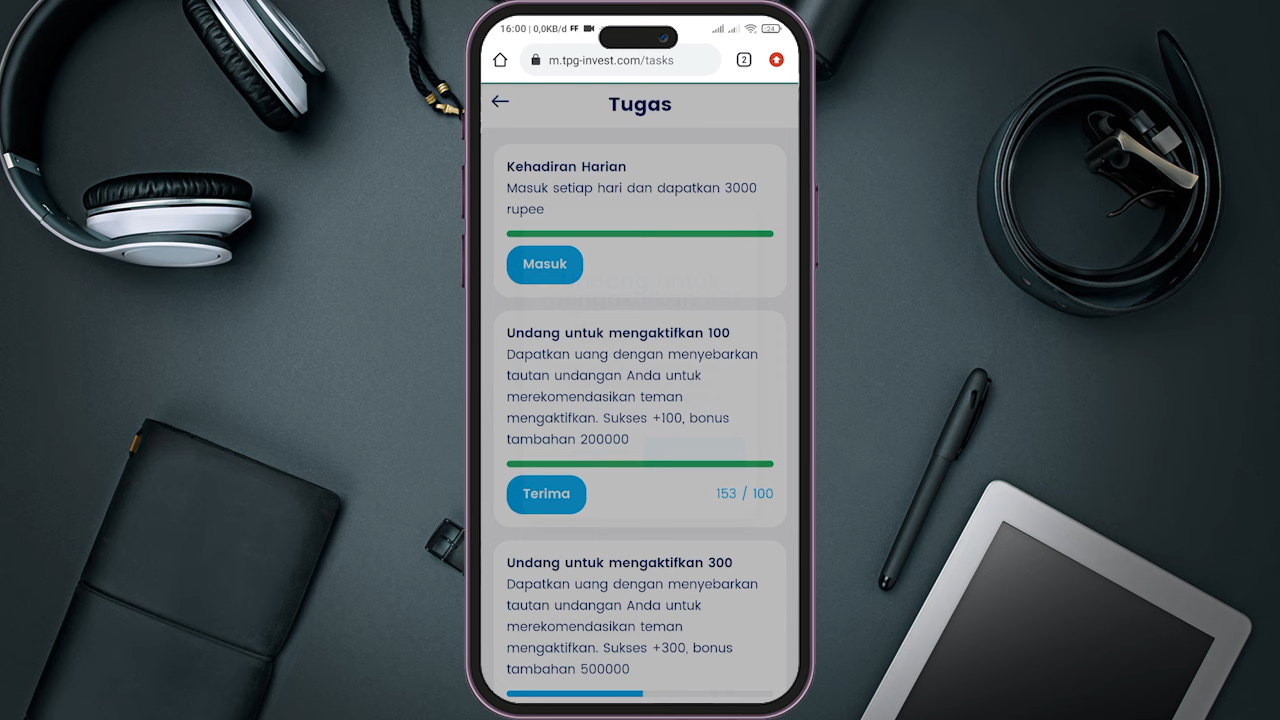 16:00 | 0,0KB/d FF
24
m.tpg-invest.com/tasks
2
Tugas
Kehadiran Harian
Masuk setiap hari dan dapatkan 3000
rupee
Masuk
Undang untuk mengaktifkan 100
Dapatkan uang dengan menyebarkan
tautan undangan Anda untuk
merekomendasikan teman
mengaktifkan. Sukses +100, bonus
tambahan 200000
Terima
153 / 100
Undang untuk mengaktifkan 300
Dapatkan uang dengan menyebarkan
tautan undangan Anda untuk
merekomendasikan teman
mengaktifkan. Sukses +300, bonus
tambahan 500000